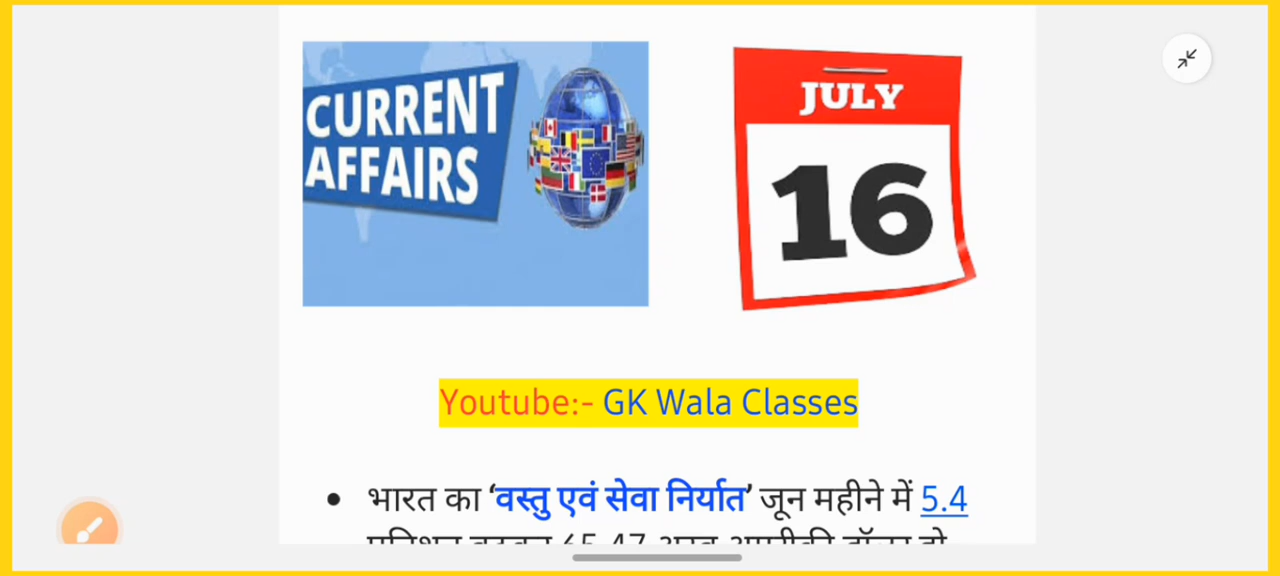 CURRENT
AFFAIRS
JULY
16
Youtube:- GK Wala Classes
• भारत का ‘वस्तु एवं सेवा निर्यात’ जून महीने में 5.4